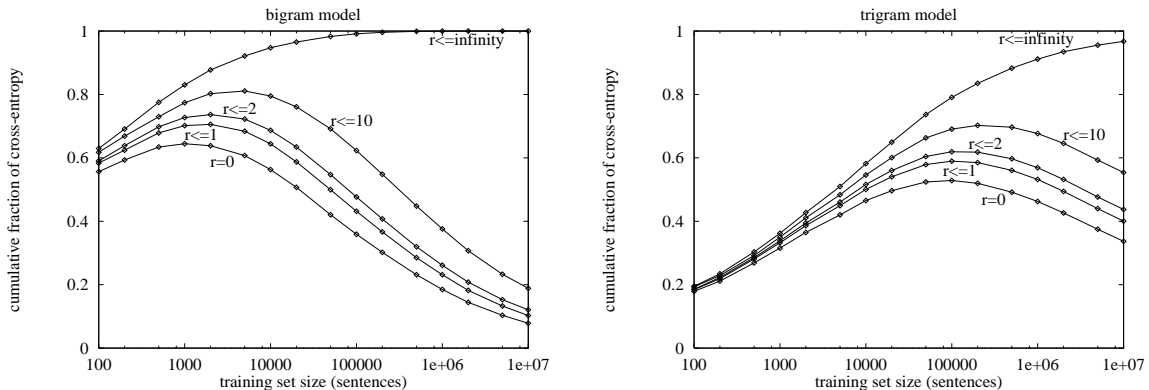 bigram model
cumulative fraction of cross-entropy
1
0.8
0.6
0.4
0.2
0
r<=infinity
r<=10
r<=2
r<=1
r=0
100 1000 10000 100000 1e+06 1e+07
training set size (sentences)
trigram model
cumulative fraction of cross-entropy
1
0.8
0.6
0.4
0.2
0
r<=infinity
r<=10
r<=2
r<=1
r=0
100 1000 10000 100000 1e+06 1e+07
training set size (sentences)